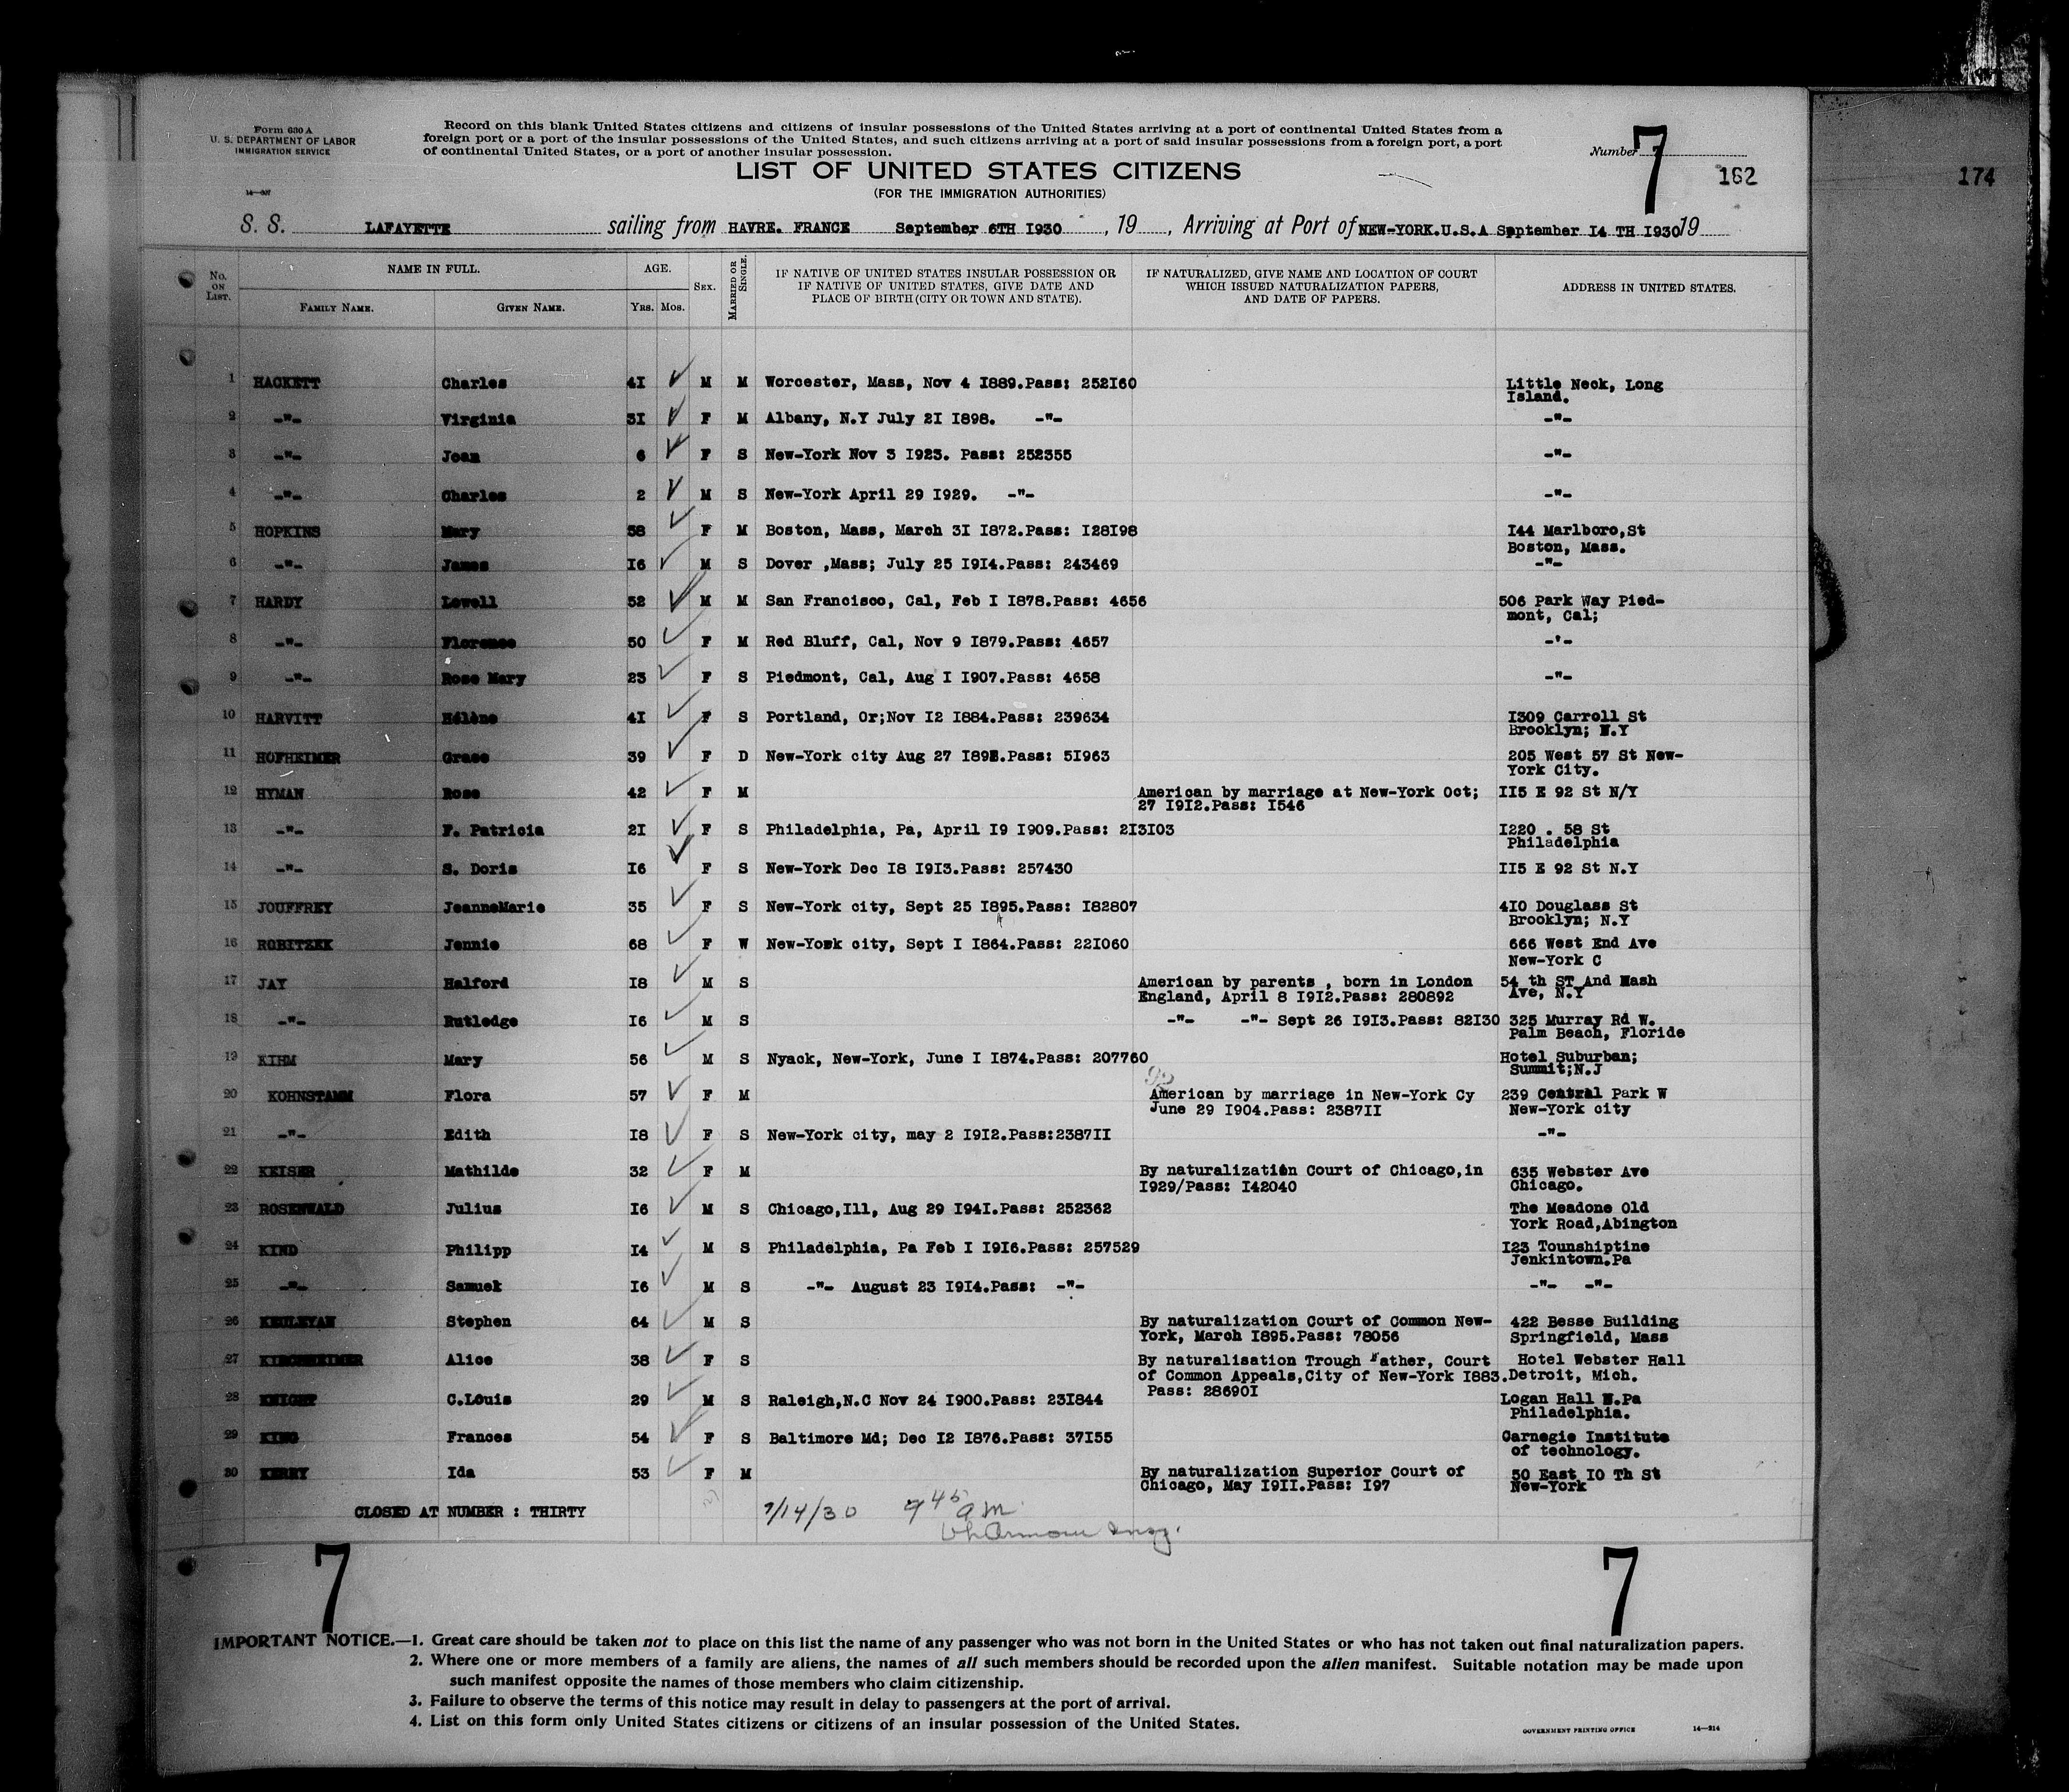 Form 630 A
U. S. DEPARTMENT OF LABOR
IMMIGRATION SERVICE
Record on this blank United States citizens and citizens of insular possessions of the United States arriving at a port of continental United States from a
foreign port or a port of the insular possessions of the United States, and such citizens arriving at a port of said insular possessions from a foreign port, a port
of continental United States, or a port of another insular possession.
Number 7
LIST OF UNITED STATES CITIZENS
(FOR THE IMMIGRATION AUTHORITIES)
162
174
S. S. LAFAYETTE sailing from HAVRE. FRANCE September 6TH I930, 19, Arriving at Port of NEW-YORK.U.S.A September I4 TH I930 19
No. ON LIST.
NAME IN FULL.
FAMILY NAME. GIVEN NAME.
AGE.
YRS. MOS.
SEX.
MARRIED OR SINGLE.
IF NATIVE OF UNITED STATES INSULAR POSSESSION OR
IF NATIVE OF UNITED STATES, GIVE DATE AND
PLACE OF BIRTH (CITY OR TOWN AND STATE).
IF NATURALIZED, GIVE NAME AND LOCATION OF COURT
WHICH ISSUED NATURALIZATION PAPERS,
AND DATE OF PAPERS.
ADDRESS IN UNITED STATES.
1 HACKETT Charles 4I M M Worcester, Mass, Nov 4 I889.Pass: 252I60 Little Neck, Long
Island.
2 -"- Virginia 3I F M Albany, N.Y July 2I I898. -"- -"-
3 -"- Joan 6 F S New-York Nov 3 I923. Pass: 252355 -"-
4 -"- Charles 2 M S New-York April 29 I929. -"- -"-
5 HOPKINS Mary 58 F M Boston, Mass, March 3I I872.Pass: I28I98 I44 Marlboro,St
Boston, Mass.
6 -"- James I6 M S Dover ,Mass; July 25 I9I4.Pass: 243469 -"-
7 HARDY Lowell 52 M M San Francisco, Cal, Feb I I878.Pass: 4656 506 Park Way Pied-
mont, Cal;
8 -"- Florence 50 F M Red Bluff, Cal, Nov 9 I879.Pass: 4657 -'-
9 -"- Rose Mary 23 F S Piedmont, Cal, Aug I I907.Pass: 4658 -"-
10 HARVITT Hélène 4I F S Portland, Or;Nov I2 I884.Pass: 239634 I309 Carroll St
Brooklyn; N.Y
11 HOFHEIMER Grace 39 F D New-York city Aug 27 Pass: 5I963 205 West 57 St New-
York City.
12 HYMAN Rose 42 F M American by marriage at New-York Oct; II5 E 92 St N/Y
27 I9I2.Pass: I546
13 -"- F. Patricia 2I F S Philadelphia, Pa, April I9 I909.Pass: 2I3I03 I220 . 58 St
Philadelphia
14 -"- S. Doris I6 F S New-York Dec I8 I9I3.Pass: 257430 II5 E 92 St N.Y
15 JOUFFREY JeanneMarie 35 F S New-York city, Sept 25 I895.Pass: I82807 4I0 Douglass St
Brooklyn; N.Y
16 ROBITZEK Jennie 68 F W New-York city, Sept I I864.Pass: 22I060 666 West End Ave
New-York C
17 JAY Halford I8 M S American by parents , born in London 54 th ST And Mash
England, April 8 I9I2.Pass: 280892 Ave, N.Y
18 -"- Rutledge I6 M S -"- -"- Sept 26 I9I3.Pass: 82I30 325 Murray Rd W.
Palm Beach, Floride
19 KIHM Mary 56 M S Nyack, New-York, June I I874.Pass: 207760 Hotel Suburban;
Summit;N.J
20 KOHNSTAMM Flora 57 F M American by marriage in New-York Cy 239 Central Park W
June 29 I904.Pass: 2387II New-York city
21 -"- Edith I8 F S New-York city, may 2 I9I2.Pass:2387II -"-
22 KEISER Mathilde 32 F M By naturalization Court of Chicago,in 635 Webster Ave
I929/Pass: I42040 Chicago.
23 ROSENWALD Julius I6 M S Chicago,Ill, Aug 29 I94I.Pass: 252362 The Meadone Old
York Road,Abington
24 KIND Philipp I4 M S Philadelphia, Pa Feb I I9I6.Pass: 257529 I23 Tounshiptine
Jenkintown.Pa
25 -"- Samuek I6 M S -"- August 23 I9I4.Pass: -"- -"- -"-
26 KEULEYAN Stephen 64 M S By naturalization Court of Common New- 422 Besse Building
York, March I895.Pass: 78056 Springfield, Mass
27 KIRCHHEIMER Alice 38 F S By naturalisation Trough Father, Court Hotel Webster Hall
of Common Appeals,City of New-York I883. Detroit, Mich.
Pass: 28690I
28 KNIGHT C.Louis 29 M S Raleigh,N.C Nov 24 I900.Pass: 23I844 Logan Hall W.Pa
Philadelphia.
29 KING Frances 54 F S Baltimore Md; Dec I2 I876.Pass: 37I55 Carnegie Institute
of technology.
30 KERBY Ida 53 F M By naturalization Superior Court of 50 East I0 Th St
Chicago, May I9II.Pass: I97 New-York
CLOSED AT NUMBER : THIRTY
9/14/30 9 45 am
7 7
IMPORTANT NOTICE.—1. Great care should be taken not to place on this list the name of any passenger who was not born in the United States or who has not taken out final naturalization papers.
2. Where one or more members of a family are aliens, the names of all such members should be recorded upon the alien manifest. Suitable notation may be made upon
such manifest opposite the names of those members who claim citizenship.
3. Failure to observe the terms of this notice may result in delay to passengers at the port of arrival.
4. List on this form only United States citizens or citizens of an insular possession of the United States.
GOVERNMENT PRINTING OFFICE 14—214